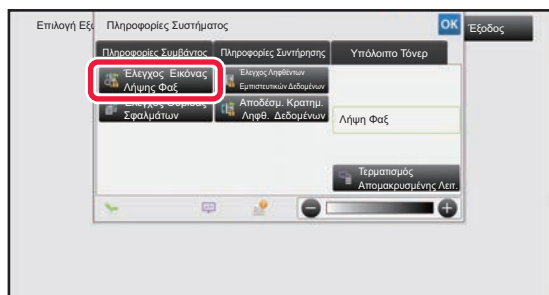 Επιλογή Εξ
Πληροφορίες Συστήματος
OK
Έξοδος
Πληροφορίες Συμβάντος
Πληροφορίες Συντήρησης
Υπόλοιπο Τόνερ
Έλεγχος Εικόνας
Λήψης Φαξ
Έλεγχος Ληφθέντων
Εμπιστευτικών Δεδομένων
Σφαλμάτων
Αποδέσμ. Κρατημ.
Ληφθ. Δεδομένων
Λήψη Φαξ
Τερματισμός
Απομακρυσμένης Λειτ.